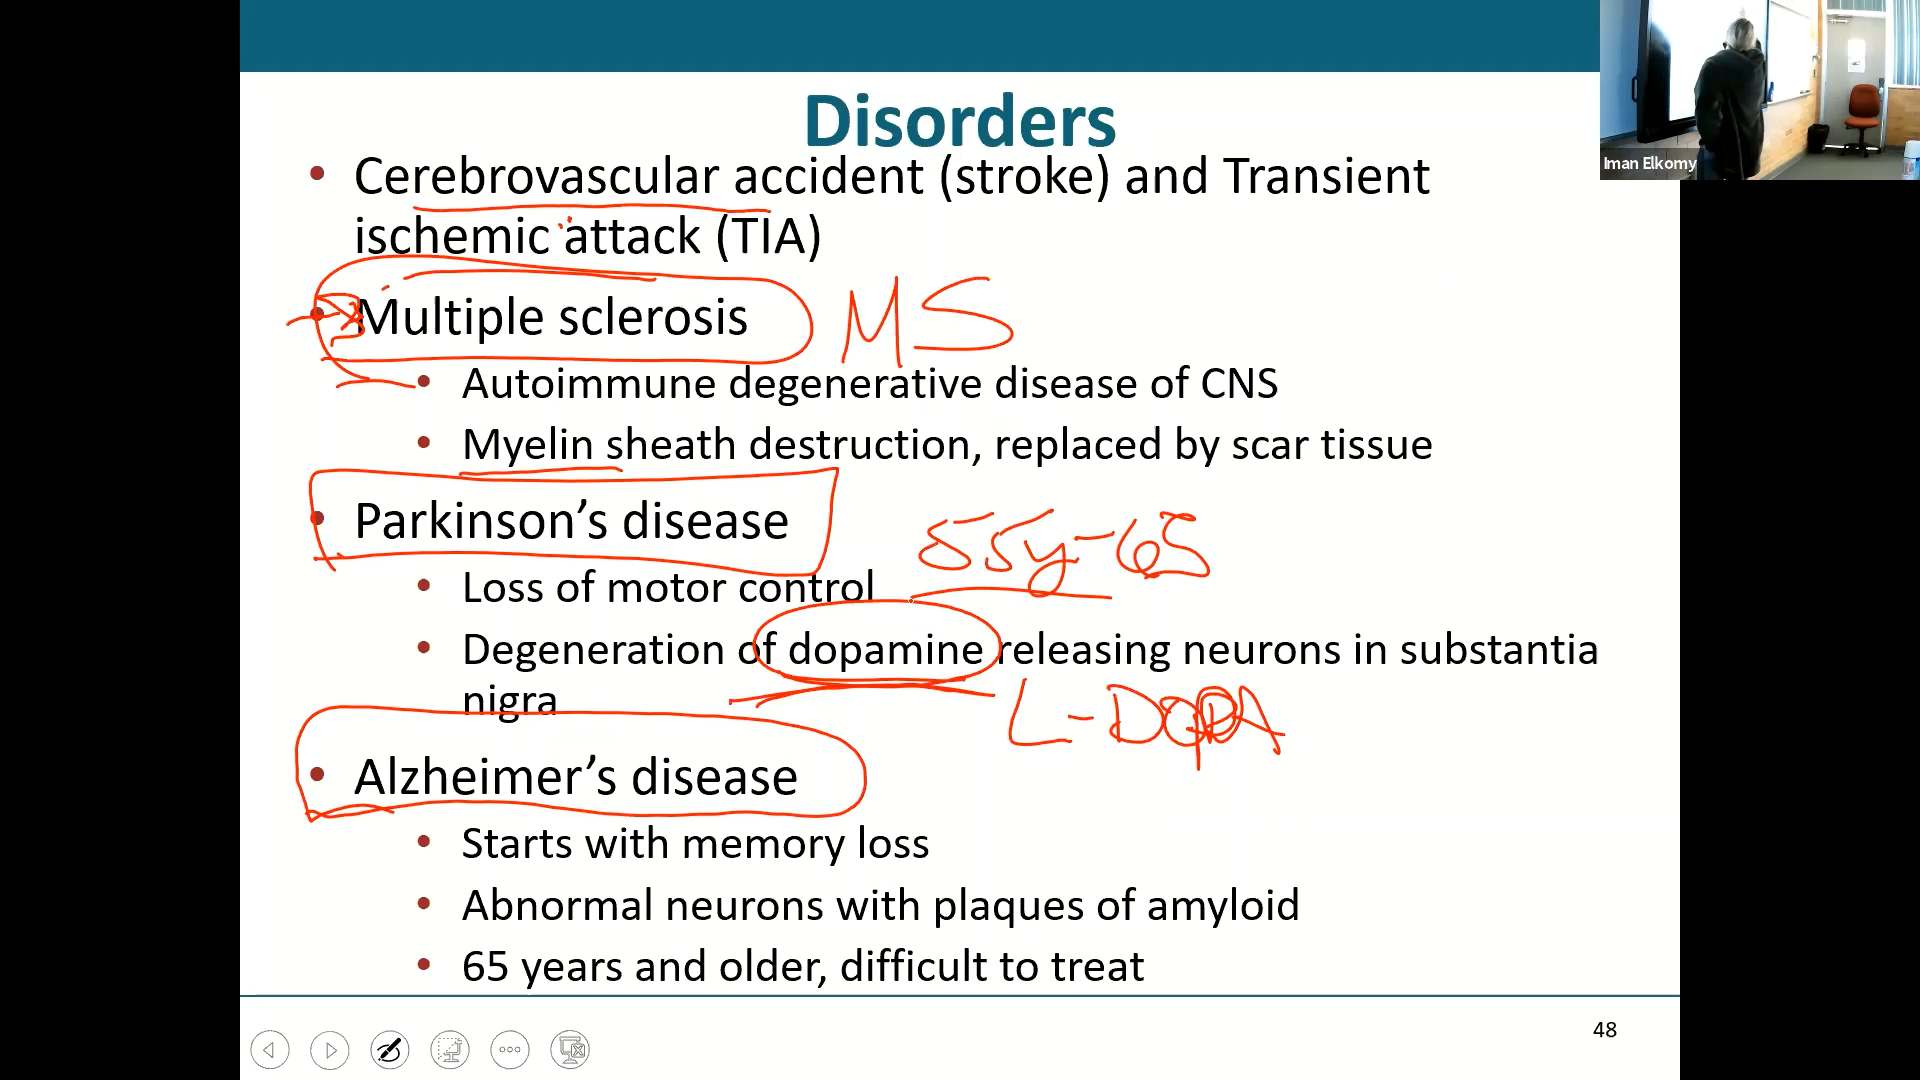 Disorders
Iman Elkomy
• Cerebrovascular accident (stroke) and Transient
ischemic attack (TIA)
• Multiple sclerosis MS
• Autoimmune degenerative disease of CNS
• Myelin sheath destruction, replaced by scar tissue
• Parkinson’s disease
55y-65
• Loss of motor control
• Degeneration of dopamine releasing neurons in substantia
nigra
L-DOPA
• Alzheimer’s disease
• Starts with memory loss
• Abnormal neurons with plaques of amyloid
• 65 years and older, difficult to treat
48